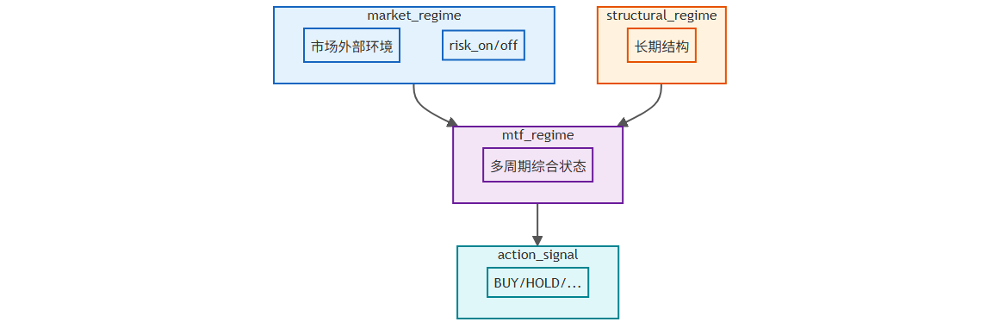 market_regime
市场外部环境
risk_on/off
structural_regime
长期结构
mtf_regime
多周期综合状态
action_signal
BUY/HOLD/...